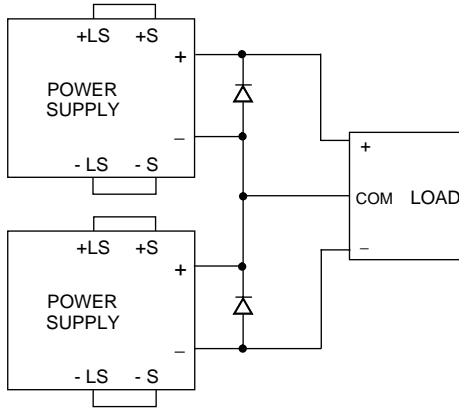 +LS +S
+
POWER
SUPPLY
–
- LS - S
+
COM LOAD
–
+LS +S
+
POWER
SUPPLY
–
- LS - S